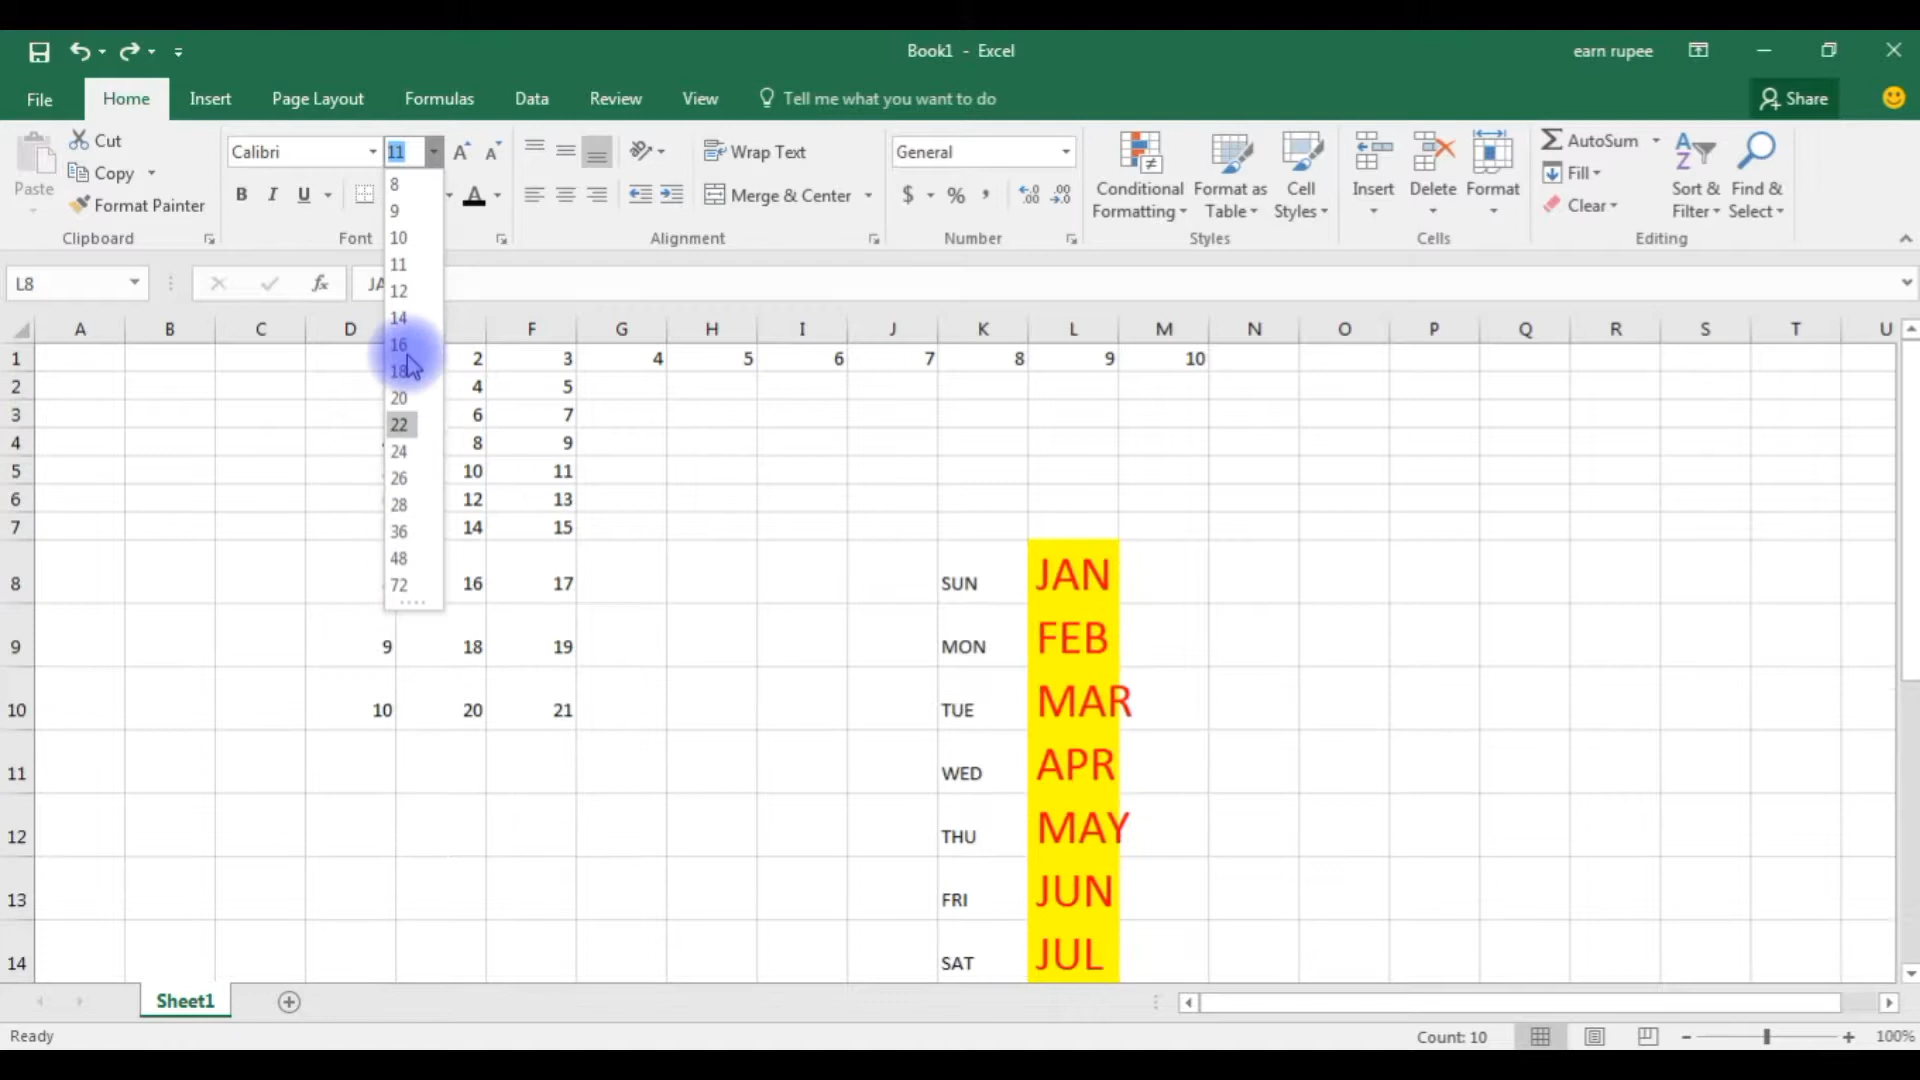 Book1 - Excel
earn rupee
File Home Insert Page Layout Formulas Data Review View Tell me what you want to do Share
Paste Cut Copy Format Painter Clipboard
Calibri 11 B I U A Font
Wrap Text Merge & Center Alignment
General $ % , Number
Conditional Formatting Format as Table Cell Styles Styles
Insert Delete Format Cells
AutoSum Fill Clear Sort & Filter Find & Select Editing
8
9
10
11
12
14
16
18
20
22
24
26
28
36
48
72
L8 fx
A B C D F G H I J K L M N O P Q R S T U
1 2 3 4 5 6 7 8 9 10
2 4 5
3 6 7
4 8 9
5 10 11
6 12 13
7 14 15
8 16 17 SUN JAN
9 9 18 19 MON FEB
10 10 20 21 TUE MAR
11 WED APR
12 THU MAY
13 FRI JUN
14 SAT JUL
Sheet1
Ready Count: 10 100%